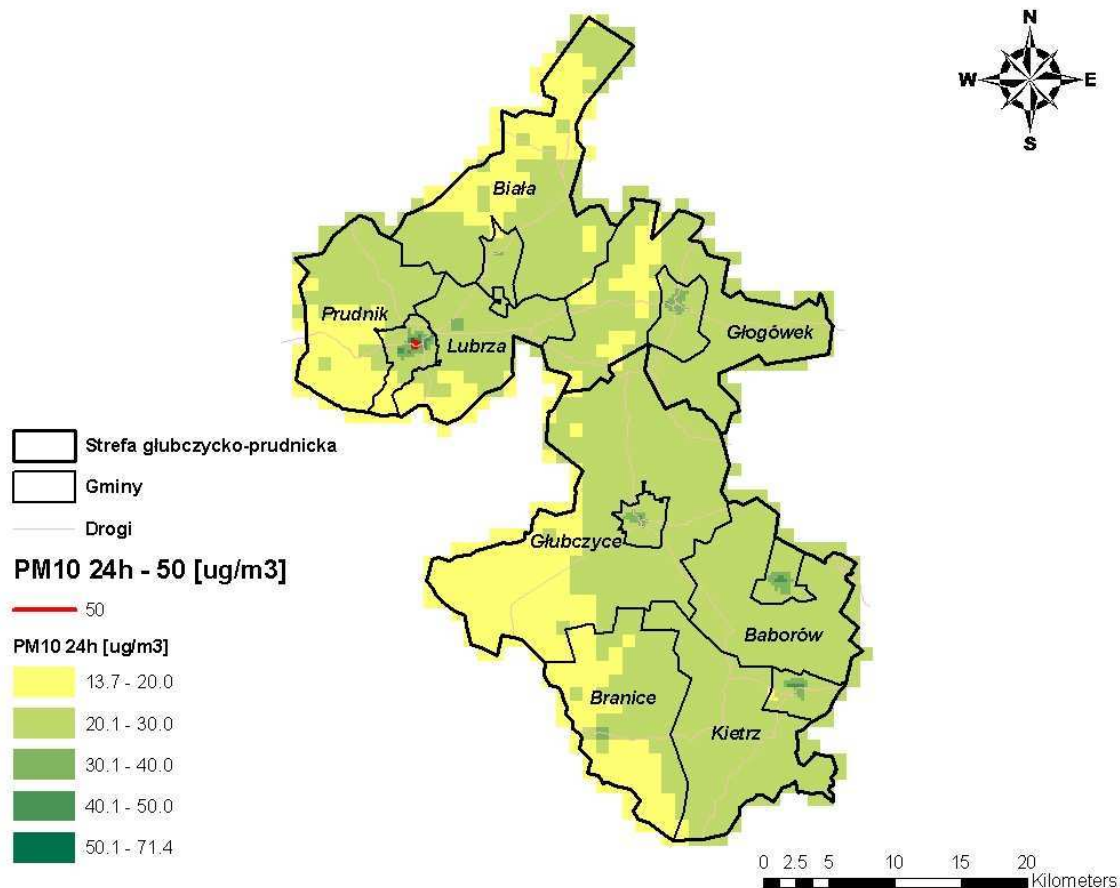 N
W E
S
Biała
Prudnik
Lubrza
Głogówek
Strefa głubczycko-prudnicka
Gminy
Drogi
Głubczyce
PM10 24h - 50 [ug/m3]
50
Baborów
PM10 24h [ug/m3]
13.7 - 20.0
Branice
20.1 - 30.0
Kietrz
30.1 - 40.0
40.1 - 50.0
50.1 - 71.4
0 2.5 5 10 15 20
Kilometers